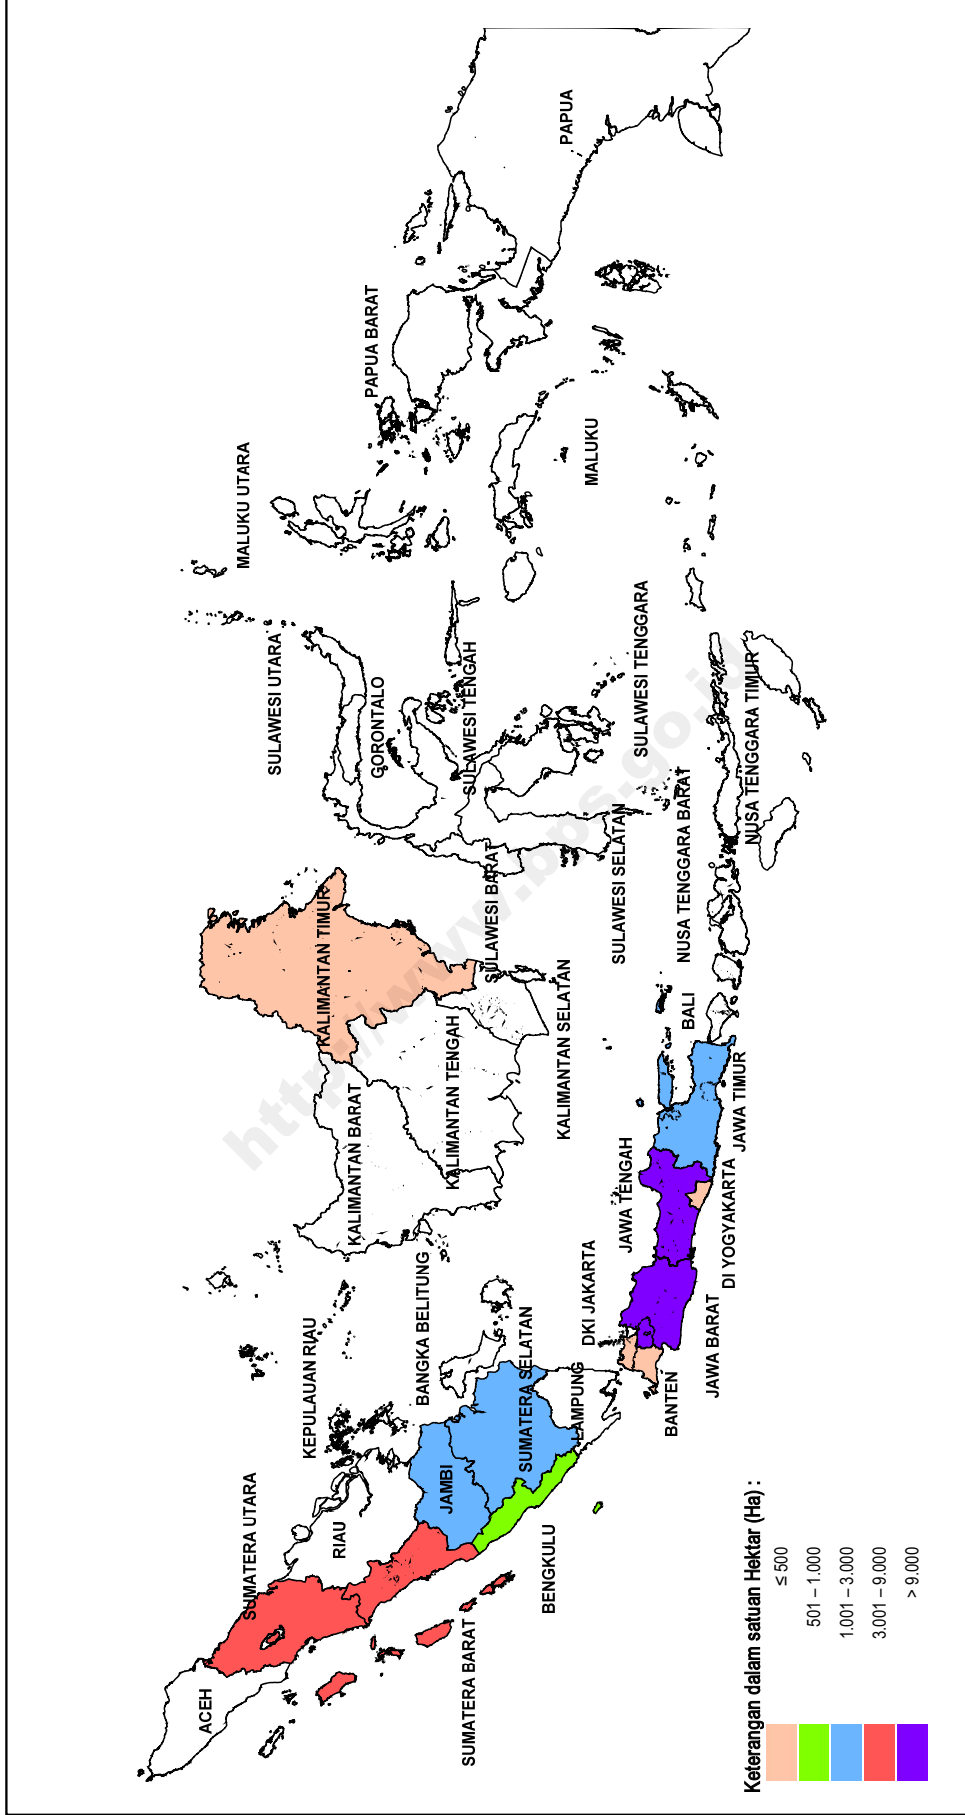 ACEH
SUMATERA UTARA
SUMATERA BARAT
RIAU
KEPULAUAN RIAU
JAMBI
BENGKULU
SUMATERA SELATAN
BANGKA BELITUNG
LAMPUNG
BANTEN
DKI JAKARTA
JAWA BARAT
JAWA TENGAH
DI YOGYAKARTA
JAWA TIMUR
BALI
KALIMANTAN BARAT
KALIMANTAN TENGAH
KALIMANTAN SELATAN
KALIMANTAN TIMUR
SULAWESI BARAT
SULAWESI SELATAN
SULAWESI TENGAH
SULAWESI TENGGARA
GORONTALO
SULAWESI UTARA
NUSA TENGGARA BARAT
NUSA TENGGARA TIMUR
MALUKU UTARA
MALUKU
PAPUA BARAT
PAPUA
Keterangan dalam satuan Hektar (Ha) :
≤ 500
501 – 1.000
1.001 – 3.000
3.001 – 9.000
> 9.000
http://www.bps.go.id